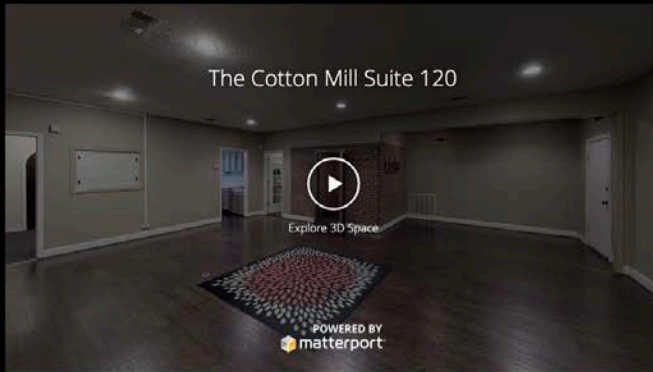 The Cotton Mill Suite 120
Explore 3D Space
POWERED BY
matterport